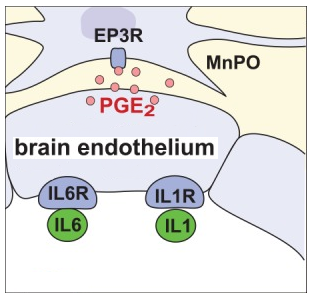 EP3R
MnPO
PGE2
brain endothelium
IL6R
IL1R
IL6
IL1